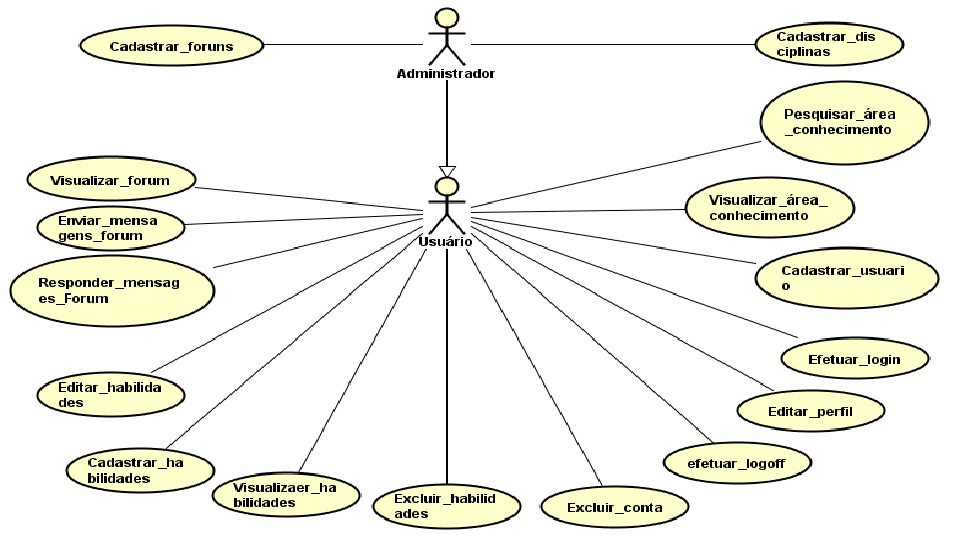 Cadastrar_foruns
Administrador
Cadastrar_dis
ciplinas
Pesquisar_área
_conhecimento
Visualizar_forum
Enviar_mensa
gens_forum
Responder_mensag
es_Forum
Usuário
Visualizar_área_
conhecimento
Cadastrar_usuari
o
Efetuar_login
Editar_habilida
des
Editar_perfil
Cadastrar_ha
bilidades
Visualizaer_ha
bilidades
Excluir_habilid
ades
Excluir_conta
efetuar_logoff